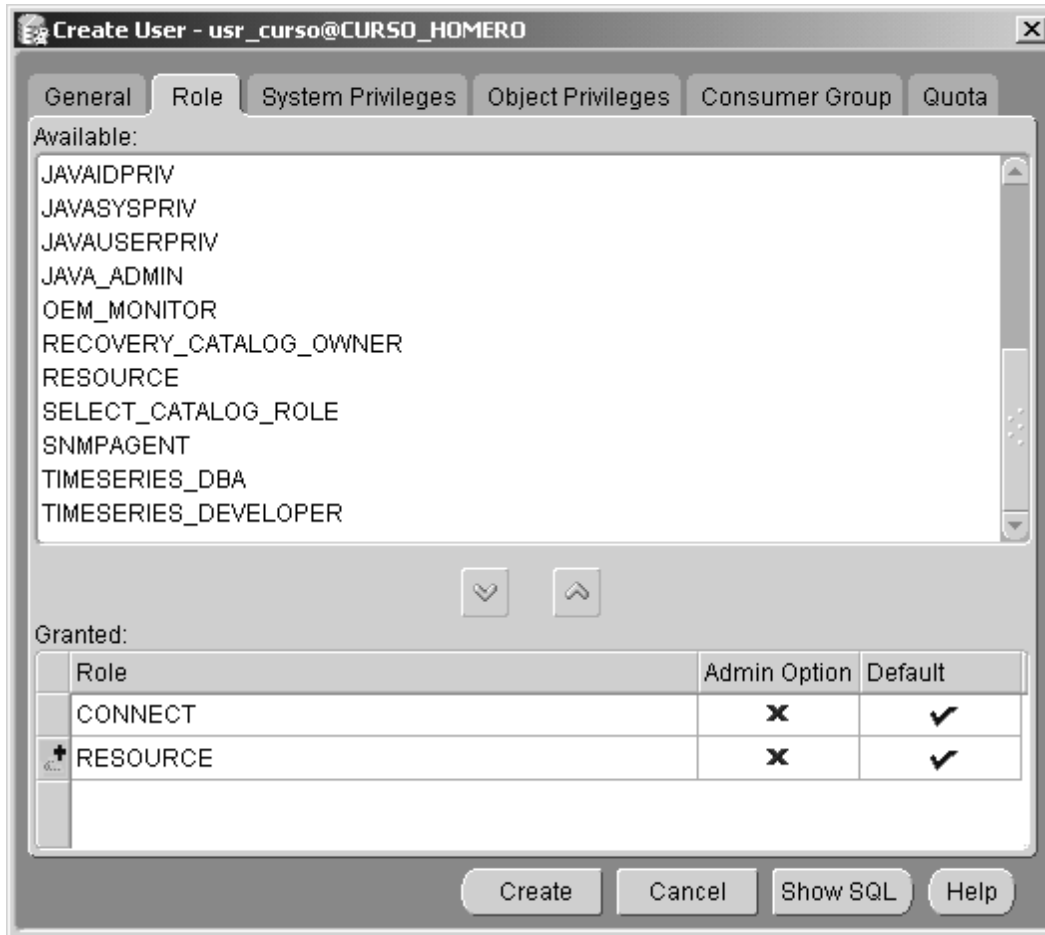 Create User - usr_curso@CURSO_HOMERO
General Role System Privileges Object Privileges Consumer Group Quota
Available:
JAVAIDPRIV
JAVASYSPRIV
JAVAUSERPRIV
JAVA_ADMIN
OEM_MONITOR
RECOVERY_CATALOG_OWNER
RESOURCE
SELECT_CATALOG_ROLE
SNMPAGENT
TIMESERIES_DBA
TIMESERIES_DEVELOPER
Granted:
Role Admin Option Default
CONNECT
RESOURCE
Create Cancel Show SQL Help